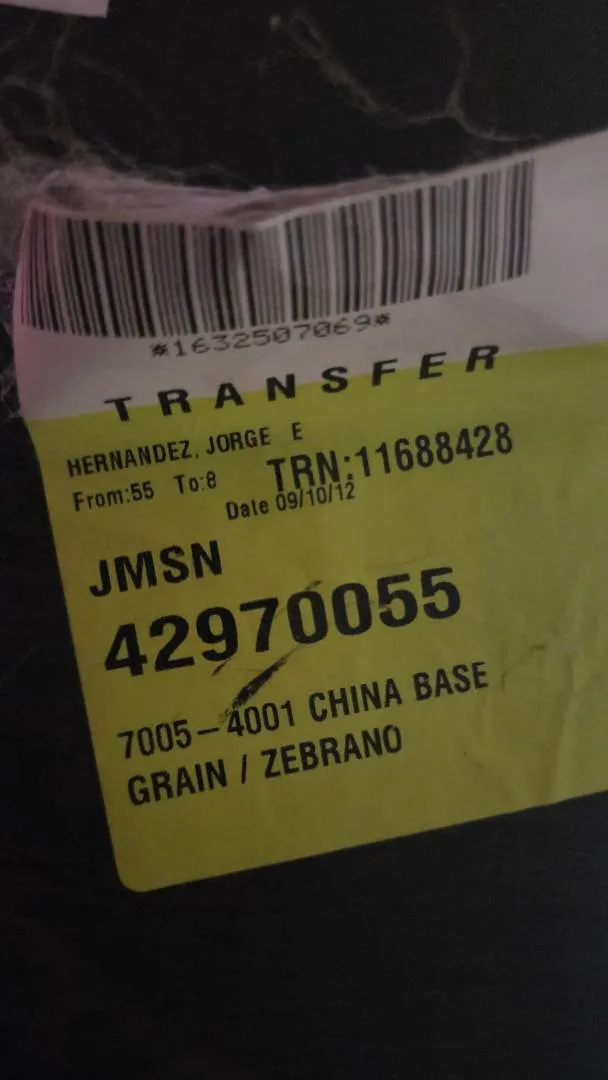 *1632507069*
TRANSFER
HERNANDEZ, JORGE E
From:55 To:8 TRN:11688428
Date 09/10/12
JMSN
42970055
7005-4001 CHINA BASE
GRAIN / ZEBRANO